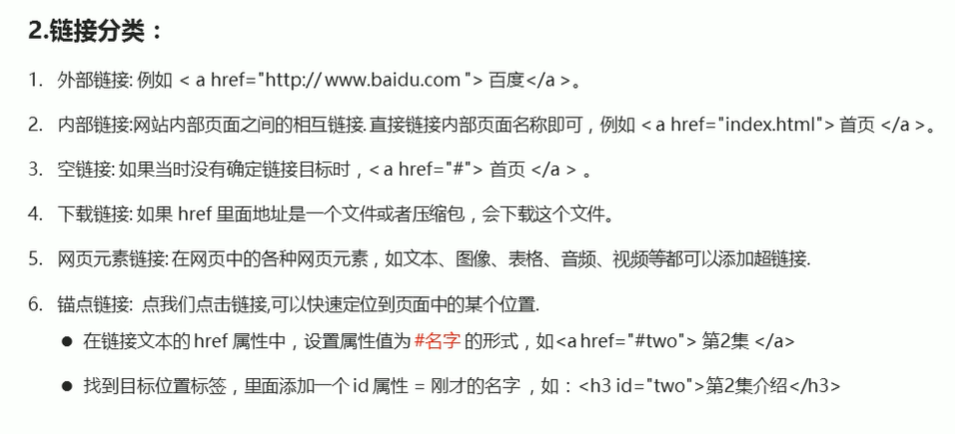 2.链接分类：
1. 外部链接: 例如 < a href="http:// www.baidu.com "> 百度</a >。
2. 内部链接:网站内部页面之间的相互链接. 直接链接内部页面名称即可，例如 < a href="index.html"> 首页 </a >。
3. 空链接: 如果当时没有确定链接目标时，< a href="#"> 首页 </a > 。
4. 下载链接: 如果 href 里面地址是一个文件或者压缩包，会下载这个文件。
5. 网页元素链接: 在网页中的各种网页元素，如文本、图像、表格、音频、视频等都可以添加超链接.
6. 锚点链接: 点我们点击链接,可以快速定位到页面中的某个位置.
● 在链接文本的 href 属性中，设置属性值为 #名字 的形式，如<a href="#two"> 第2集 </a>
● 找到目标位置标签，里面添加一个 id 属性 = 刚才的名字 ，如：<h3 id="two">第2集介绍</h3>